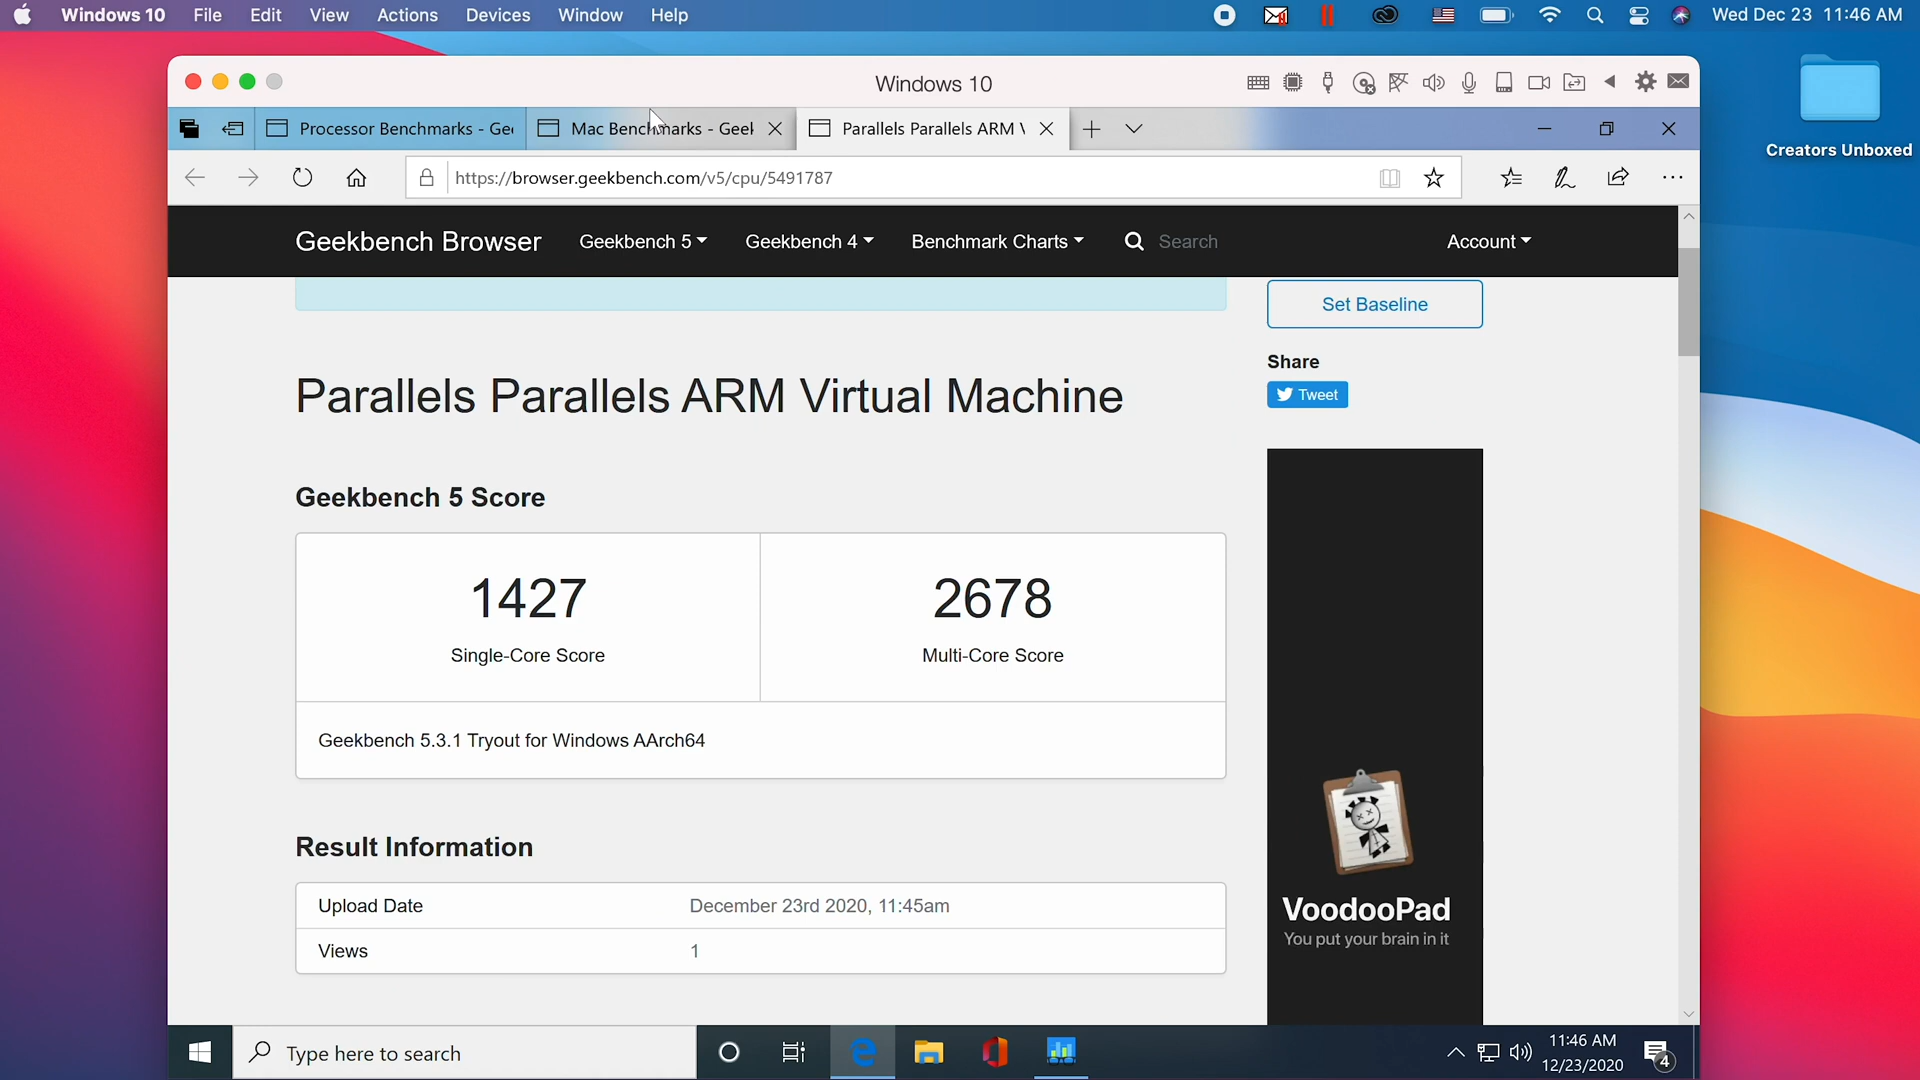 Windows 10 File Edit View Actions Devices Window Help Wed Dec 23 11:46 AM
Windows 10
Creators Unboxed
Processor Benchmarks - Gee
Mac Benchmarks - Geek
Parallels Parallels ARM V
https://browser.geekbench.com/v5/cpu/5491787
Geekbench Browser Geekbench 5 Geekbench 4 Benchmark Charts Search Account
Set Baseline
Share
Tweet
Parallels Parallels ARM Virtual Machine
Geekbench 5 Score
1427 2678
Single-Core Score Multi-Core Score
Geekbench 5.3.1 Tryout for Windows AArch64
Result Information
Upload Date December 23rd 2020, 11:45am
Views 1
VoodooPad
You put your brain in it
Type here to search
11:46 AM
12/23/2020
4